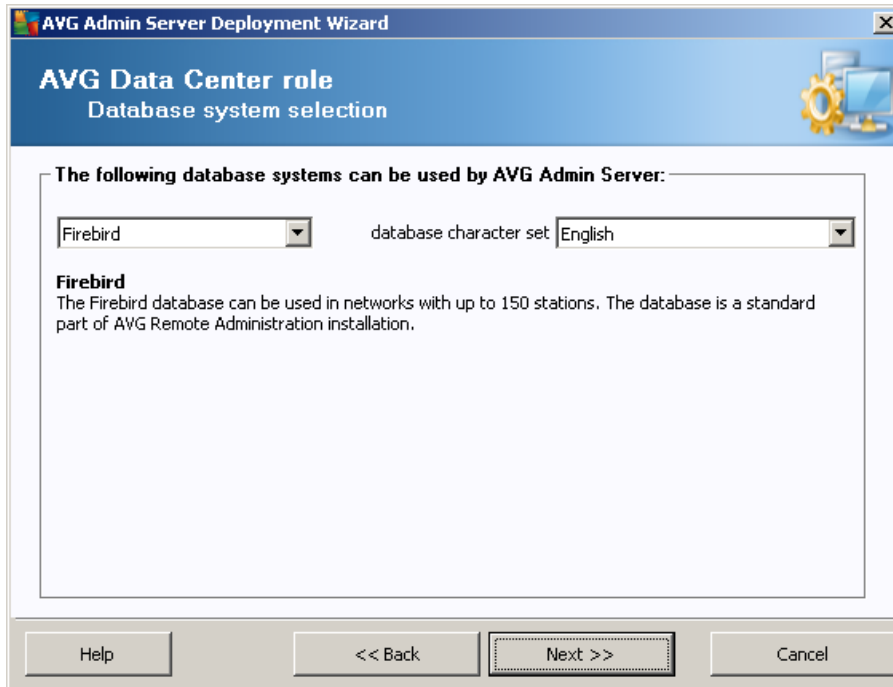 AVG Admin Server Deployment Wizard
AVG Data Center role
Database system selection
The following database systems can be used by AVG Admin Server:
Firebird
database character set English
Firebird
The Firebird database can be used in networks with up to 150 stations. The database is a standard
part of AVG Remote Administration installation.
Help
<< Back
Next >>
Cancel